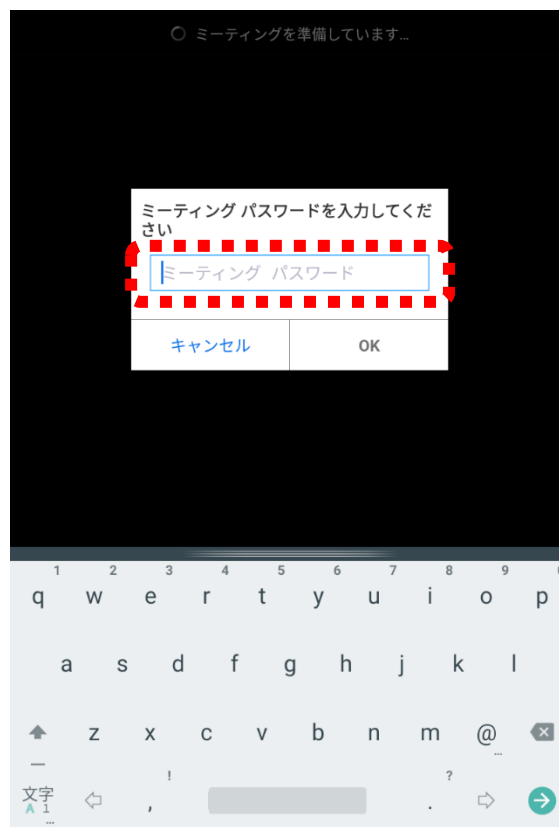 ミーティングを準備しています...
ミーティング パスワードを入力してくだ
さい
ミーティング パスワード
キャンセル OK
1 2 3 4 5 6 7 8 9
q w e r t y u i o p
a s d f g h j k l
z x c v b n m @
...
! ?
文字 , .
A 1
...